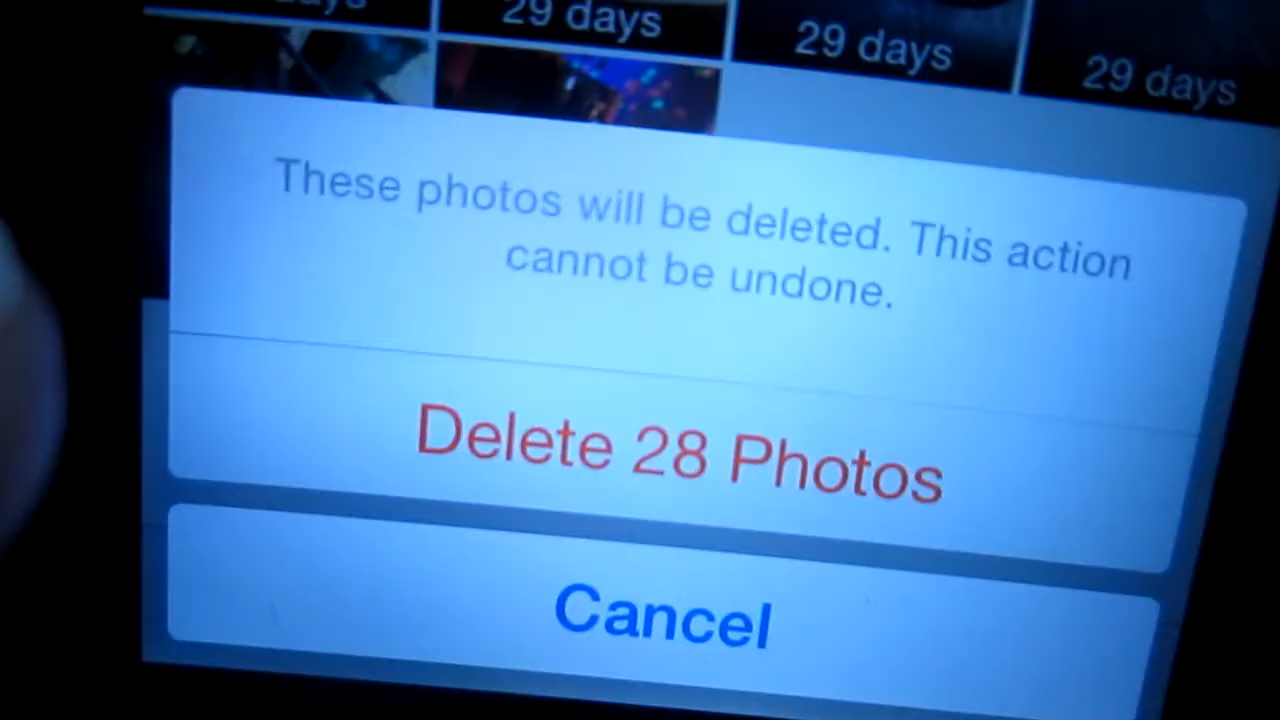 days
29 days
29 days
29 days
These photos will be deleted. This action
cannot be undone.
Delete 28 Photos
Cancel